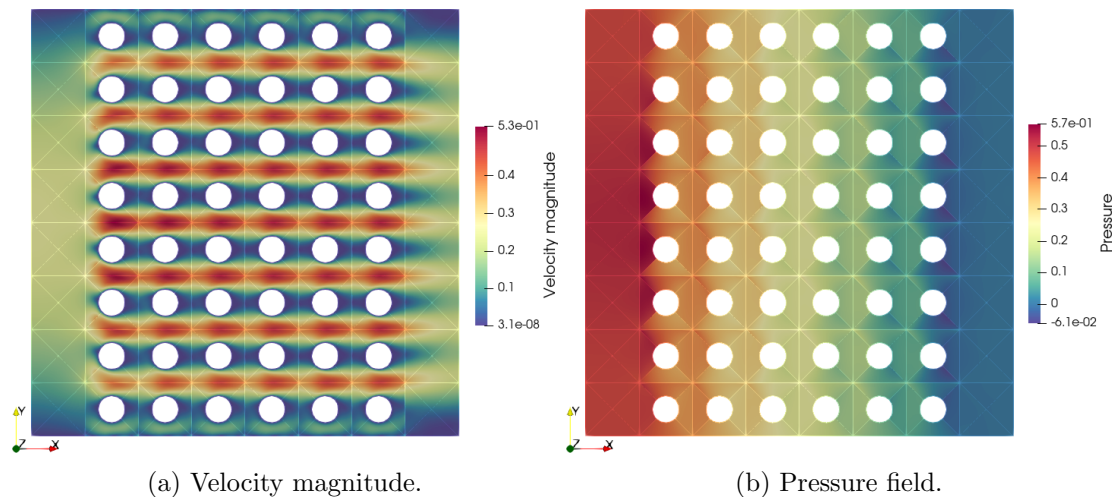 5.3e-01
0.4
0.3
0.2
0.1
3.1e-08
Velocity magnitude
Y
Z
X
5.7e-01
0.5
0.4
0.3
0.2
0.1
0
-6.1e-02
Pressure
Y
Z
X
(a) Velocity magnitude.
(b) Pressure field.